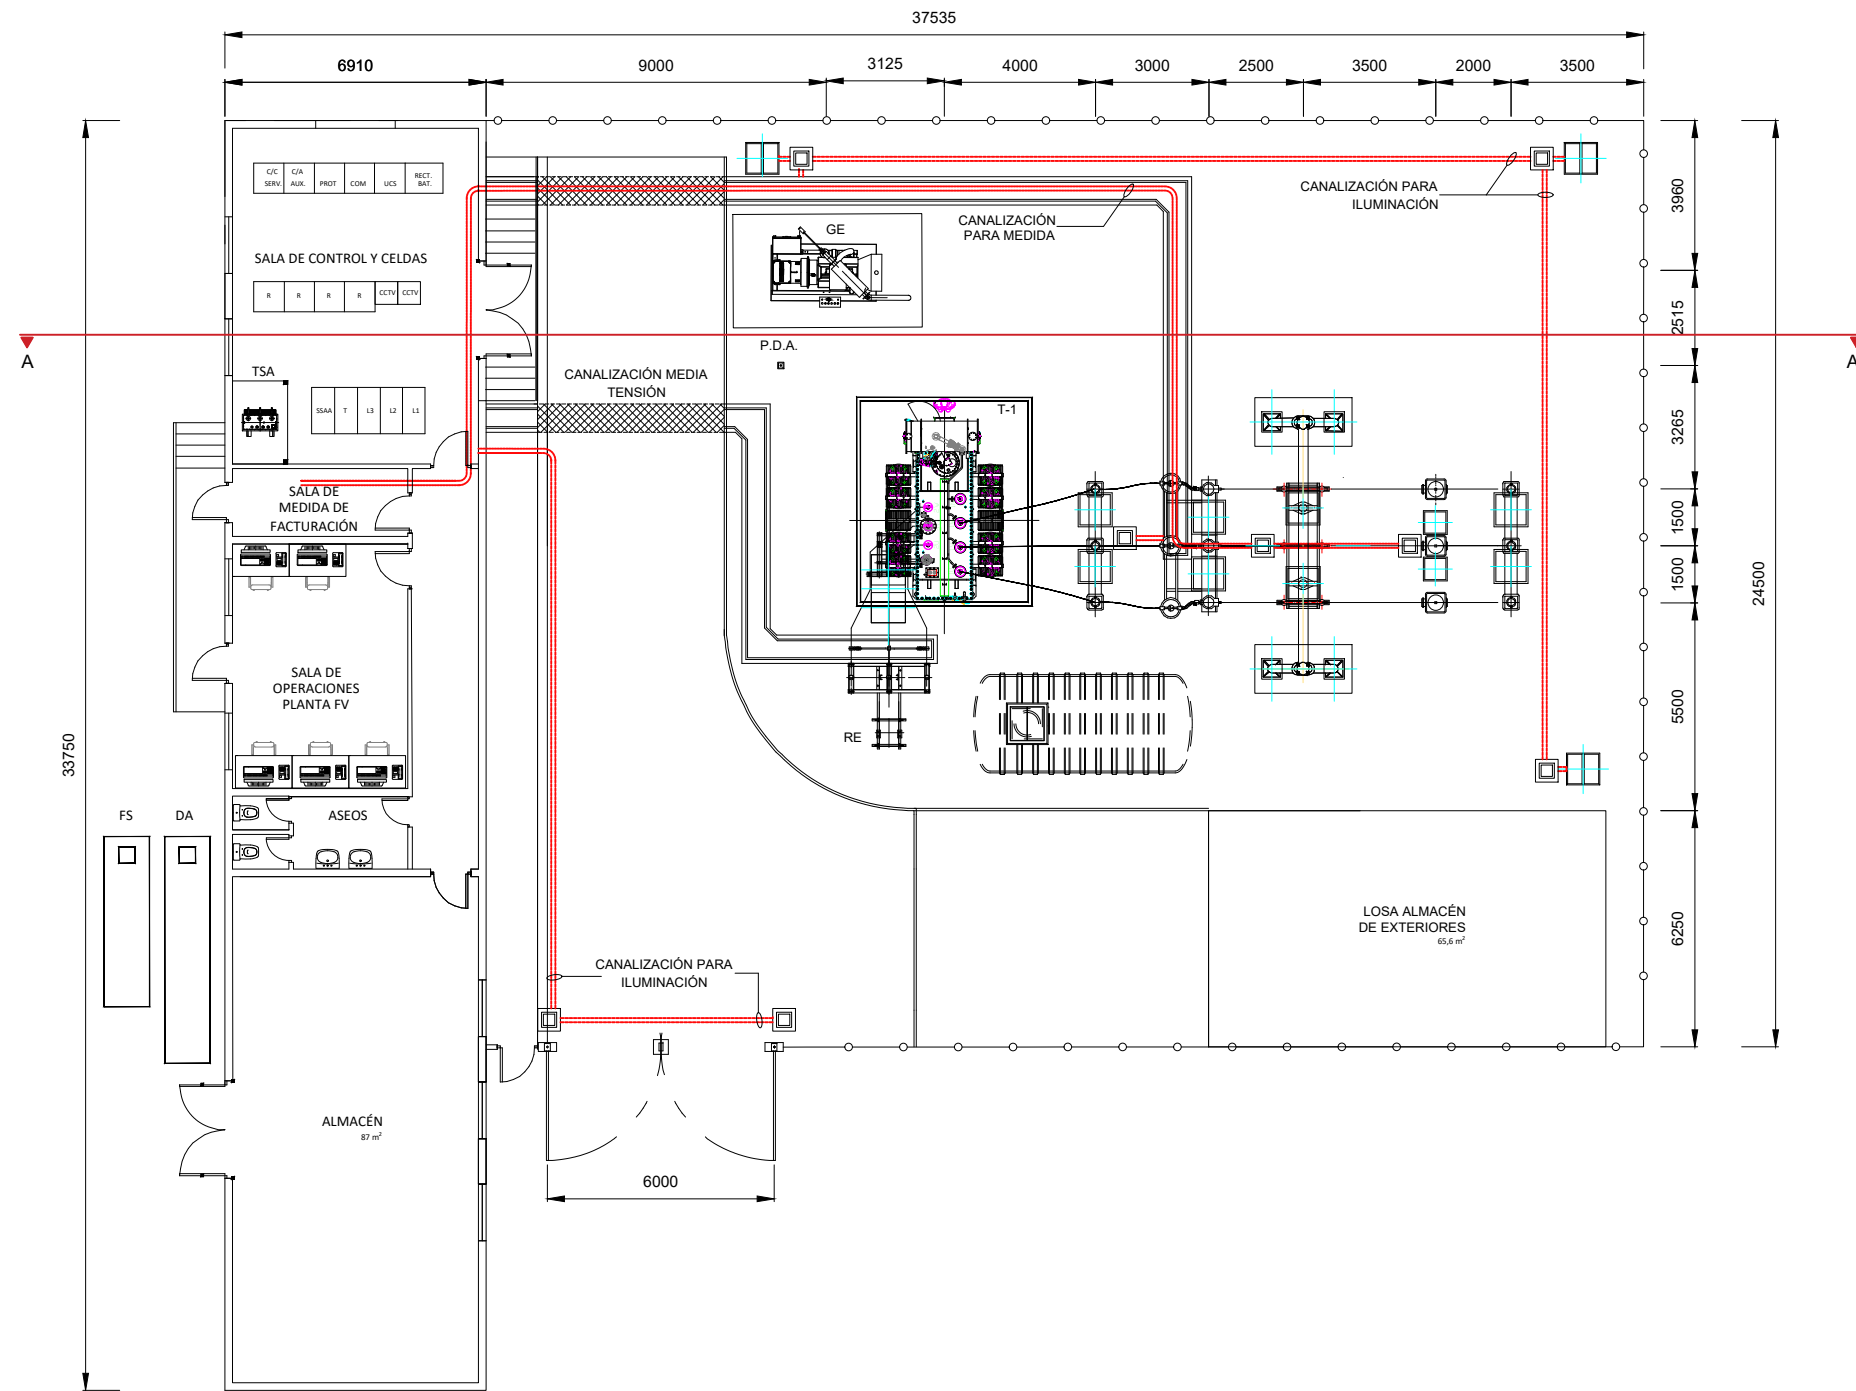 37535
6910
9000
3125
4000
3000
2500
3500
2000
3500
C/C
SERV.
C/A
AUX.
PROT
COM
UCS
RECT.
BAT.
SALA DE CONTROL Y CELDAS
R
R
R
R
CCTV
CCTV
GE
CANALIZACIÓN
PARA MEDIDA
CANALIZACIÓN PARA
ILUMINACIÓN
3960
2515
A
A
P.D.A.
TSA
CANALIZACIÓN MEDIA
TENSIÓN
SSAA
T
L3
L2
L1
T-1
3265
SALA DE
MEDIDA DE
FACTURACIÓN
1500
1500
24500
SALA DE
OPERACIONES
PLANTA FV
RE
5500
33750
FS
DA
ASEOS
LOSA ALMACÉN
DE EXTERIORES
65,6 m²
6250
CANALIZACIÓN PARA
ILUMINACIÓN
ALMACÉN
87 m²
6000